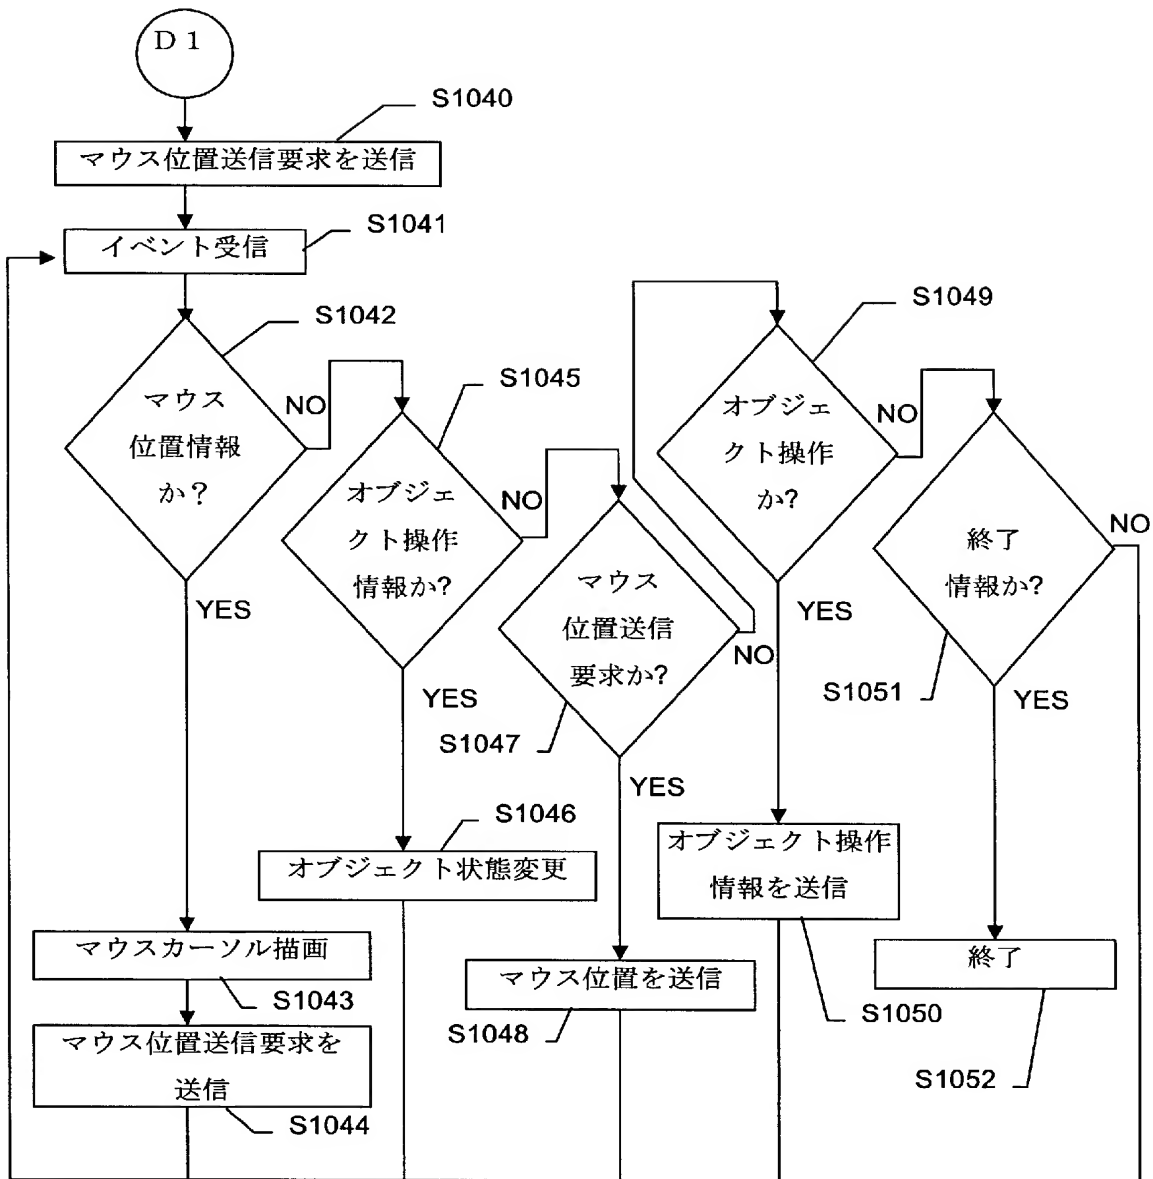 D 1
S1040
マウス位置送信要求を送信
S1041
イベント受信
S1042
マウス
位置情報
か？
NO
YES
S1045
オブジェ
クト操作
情報か?
NO
YES
S1047
マウス
位置送信
要求か?
NO
YES
S1049
オブジェ
クト操作
か?
NO
YES
S1051
終了
情報か?
NO
YES
S1046
オブジェクト状態変更
オブジェクト操作
情報を送信
S1050
マウスカーソル描画
S1043
マウス位置を送信
S1048
終了
S1052
マウス位置送信要求を
送信
S1044